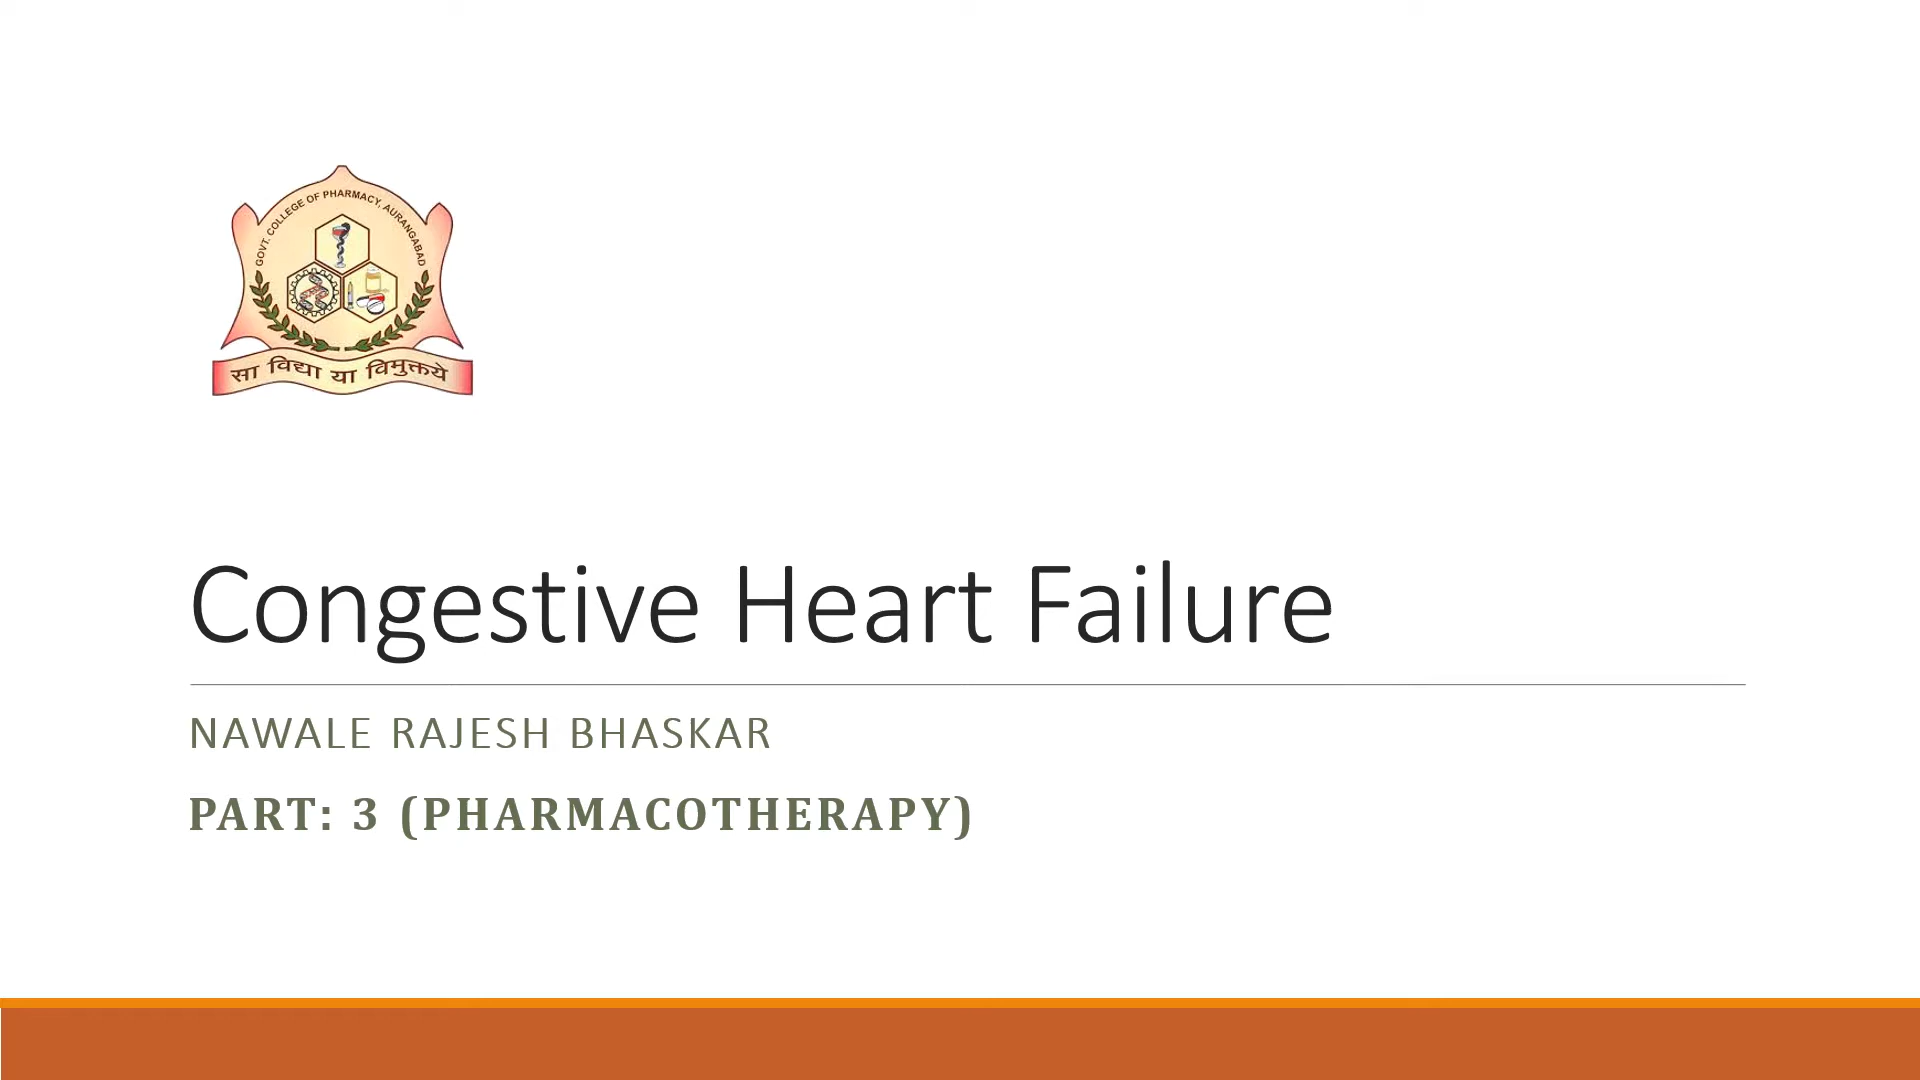 GOVT. COLLEGE OF PHARMACY, AURANGABAD
सा विद्या या विमुक्तये
Congestive Heart Failure
NAWALE RAJESH BHASKAR
PART: 3 (PHARMACOTHERAPY)